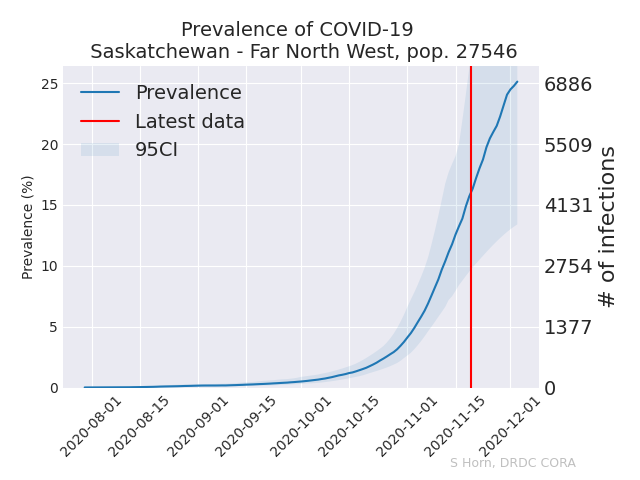 Prevalence of COVID-19
Saskatchewan - Far North West, pop. 27546
Prevalence
Latest data
95CI
Prevalence (%)
25
20
15
10
5
0
6886
5509
4131
2754
1377
0
# of infections
2020-08-01
2020-08-15
2020-09-01
2020-09-15
2020-10-01
2020-10-15
2020-11-01
2020-11-15
2020-12-01
S Horn, DRDC CORA